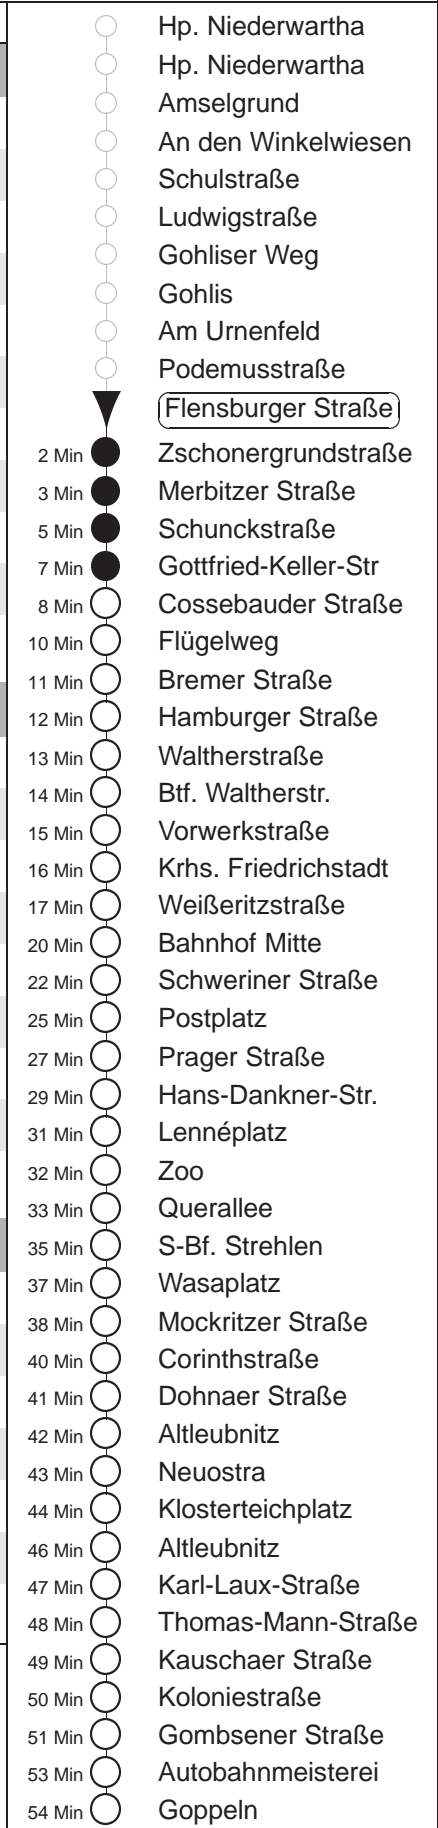 Hp. Niederwartha
Hp. Niederwartha
Amselgrund
An den Winkelwiesen
Schulstraße
Ludwigstraße
Gohliser Weg
Gohlis
Am Urnenfeld
Podemusstraße
Flensburger Straße
2 Min Zschonergrundstraße
3 Min Merbitzer Straße
5 Min Schunckstraße
7 Min Gottfried-Keller-Str
8 Min Cossebauder Straße
10 Min Flügelweg
11 Min Bremer Straße
12 Min Hamburger Straße
13 Min Waltherstraße
14 Min Btf. Waltherstr.
15 Min Vorwerkstraße
16 Min Krhs. Friedrichstadt
17 Min Weißeritzstraße
20 Min Bahnhof Mitte
22 Min Schweriner Straße
25 Min Postplatz
27 Min Prager Straße
29 Min Hans-Dankner-Str.
31 Min Lennéplatz
32 Min Zoo
33 Min Querallee
35 Min S-Bf. Strehlen
37 Min Wasaplatz
38 Min Mockritzer Straße
40 Min Corinthstraße
41 Min Dohnaer Straße
42 Min Altleubnitz
43 Min Neuostra
44 Min Klosterteichplatz
46 Min Altleubnitz
47 Min Karl-Laux-Straße
48 Min Thomas-Mann-Straße
49 Min Kauschaer Straße
50 Min Koloniestraße
51 Min Gombsener Straße
53 Min Autobahnmeisterei
54 Min Goppeln